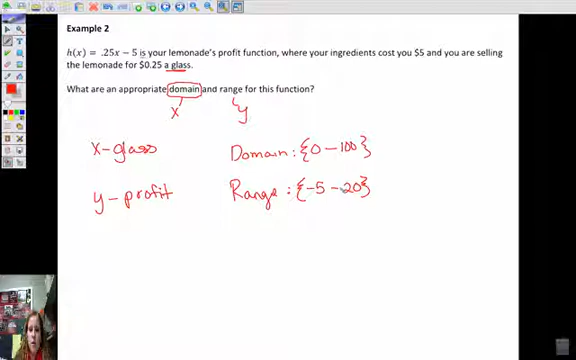 Example 2
h(x) = .25x − 5 is your lemonade's profit function, where your ingredients cost you $5 and you are selling
the lemonade for $0.25 a glass.
What are an appropriate domain and range for this function?
x y
x-glass Domain: {0 – 100}
y - profit Range: {-5 – 20}